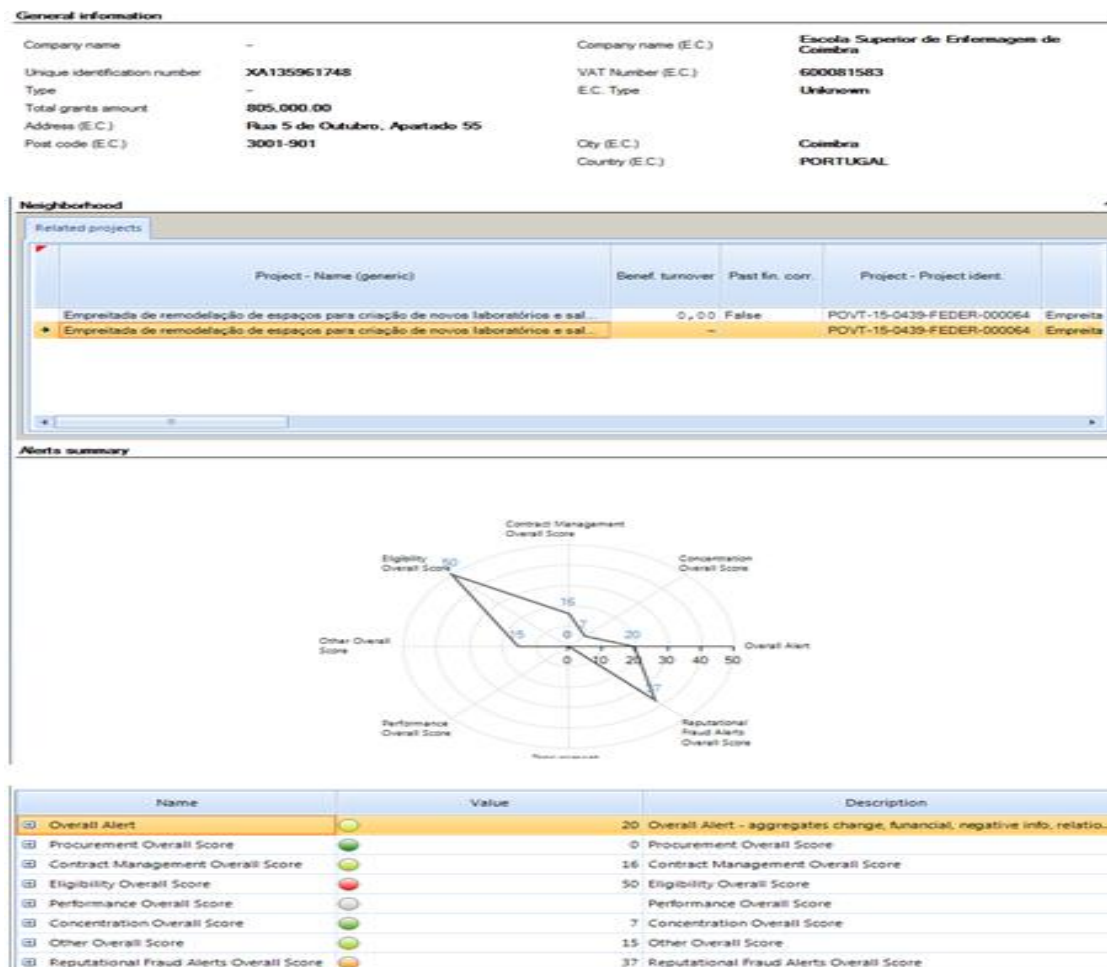 General information
Company name – Company name (E.C.) Escola Superior de Enfermagem de Coimbra
Unique identification number XA135961748 VAT Number (E.C.) 600081583
Type – E.C. Type Unknown
Total grants amount 805,000.00
Address (E.C.) Rua 5 de Outubro, Apartado 55
Post code (E.C.) 3001-901 City (E.C.) Coimbra
Country (E.C.) PORTUGAL
Neighborhood
Related projects
Project - Name (generic) Benef. turnover Past fin. corr. Project - Project ident.
Empreitada de remodelação de espaços para criação de novos laboratórios e sal... 0,00 False POVT-15-0439-FEDER-000064 Empreita
Empreitada de remodelação de espaços para criação de novos laboratórios e sal... – POVT-15-0439-FEDER-000064 Empreita
Alerts summary
Contract Management
Overall Score
Eligibility
Overall Score
50
Concentration
Overall Score
16
7
Other Overall
Score
15
0
20
Overall Alert
0 10 20 30 40 50
Performance
Overall Score
Reputational
Fraud Alerts
Overall Score
Name Value Description
Overall Alert 20 Overall Alert - aggregates change, funancial, negative info, relatio...
Procurement Overall Score 0 Procurement Overall Score
Contract Management Overall Score 16 Contract Management Overall Score
Eligibility Overall Score 50 Eligibility Overall Score
Performance Overall Score Performance Overall Score
Concentration Overall Score 7 Concentration Overall Score
Other Overall Score 15 Other Overall Score
Reputational Fraud Alerts Overall Score 37 Reputational Fraud Alerts Overall Score